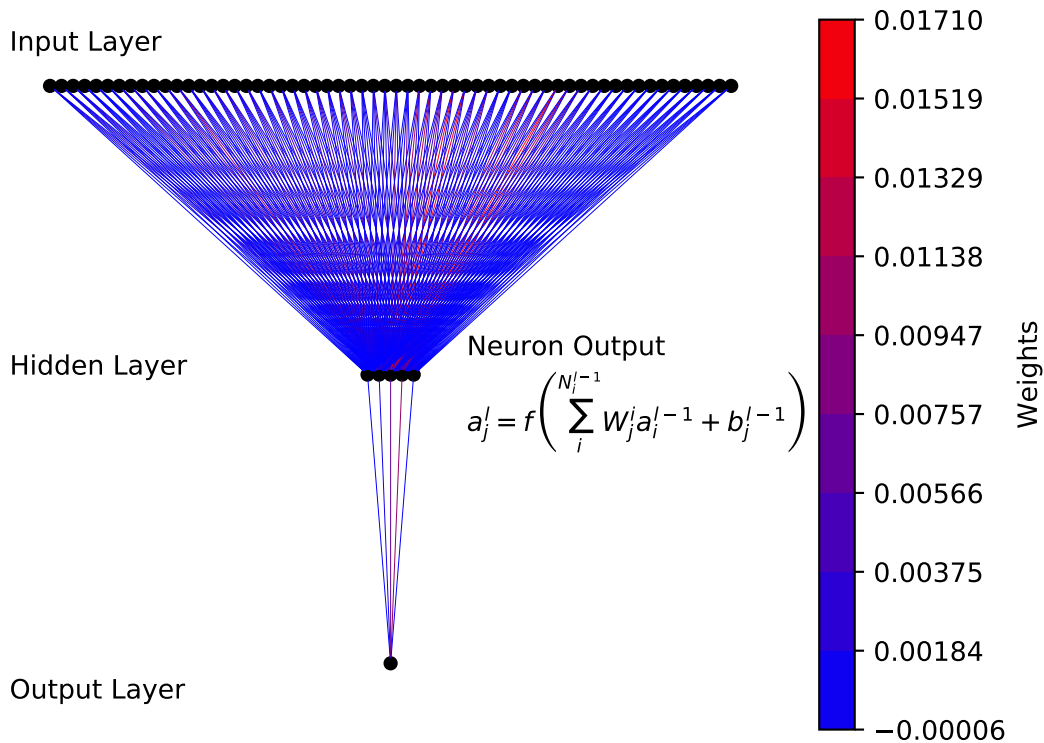 Input Layer
Hidden Layer
Output Layer
Neuron Output
a_j^l = f(∑_i^{N_i^{l−1}} W_j^i a_i^{l−1} + b_j^{l−1})
0.01710
0.01519
0.01329
0.01138
0.00947
0.00757
0.00566
0.00375
0.00184
−0.00006
Weights